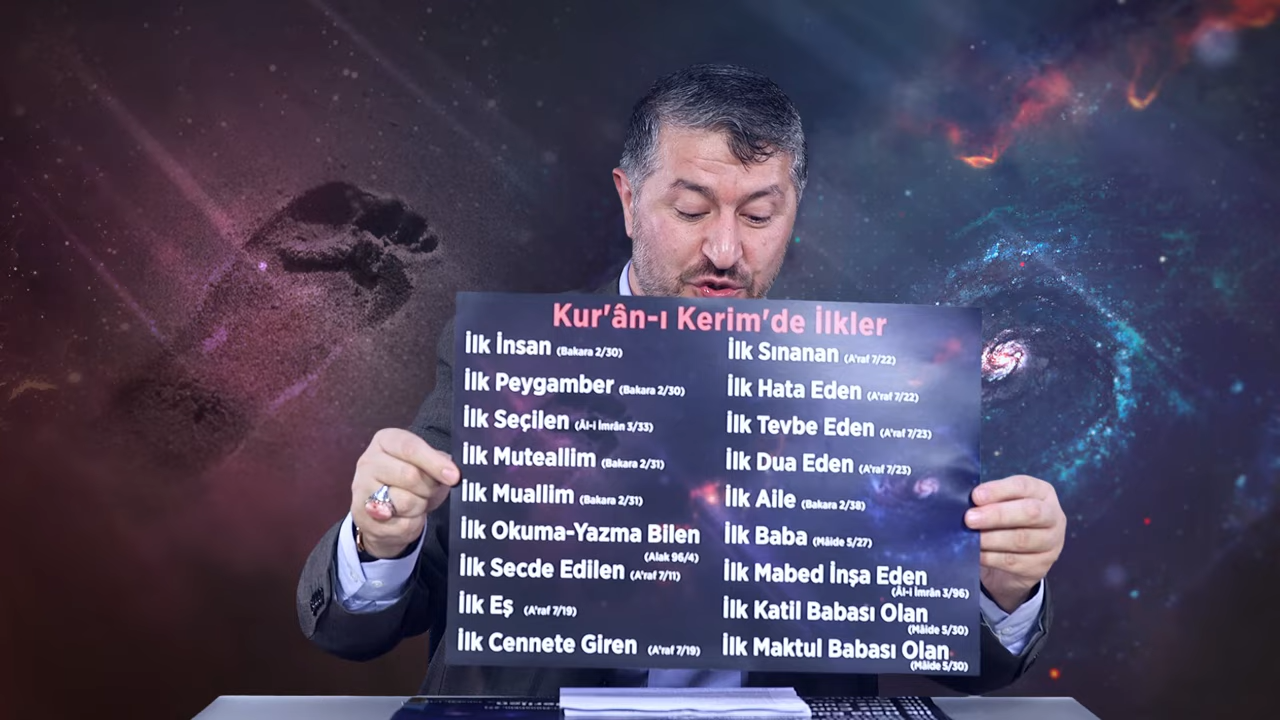 Kur'ân-ı Kerim'de İlkler
İlk İnsan (Bakara 2/30)
İlk Peygamber (Bakara 2/30)
İlk Seçilen (Âl-i İmrân 3/33)
İlk Muteallim (Bakara 2/31)
İlk Muallim (Bakara 2/31)
İlk Okuma-Yazma Bilen
(Alak 96/4)
İlk Secde Edilen (A'raf 7/11)
İlk Eş (A'raf 7/19)
İlk Cennete Giren (A'raf 7/19)
İlk Sınanan (A'raf 7/22)
İlk Hata Eden (A'raf 7/22)
İlk Tevbe Eden (A'raf 7/23)
İlk Dua Eden (A'raf 7/23)
İlk Aile (Bakara 2/38)
İlk Baba (Mâide 5/27)
İlk Mabed İnşa Eden
(Âl-i İmrân 3/96)
İlk Katil Babası Olan
(Mâide 5/30)
İlk Maktul Babası Olan
(Mâide 5/30)